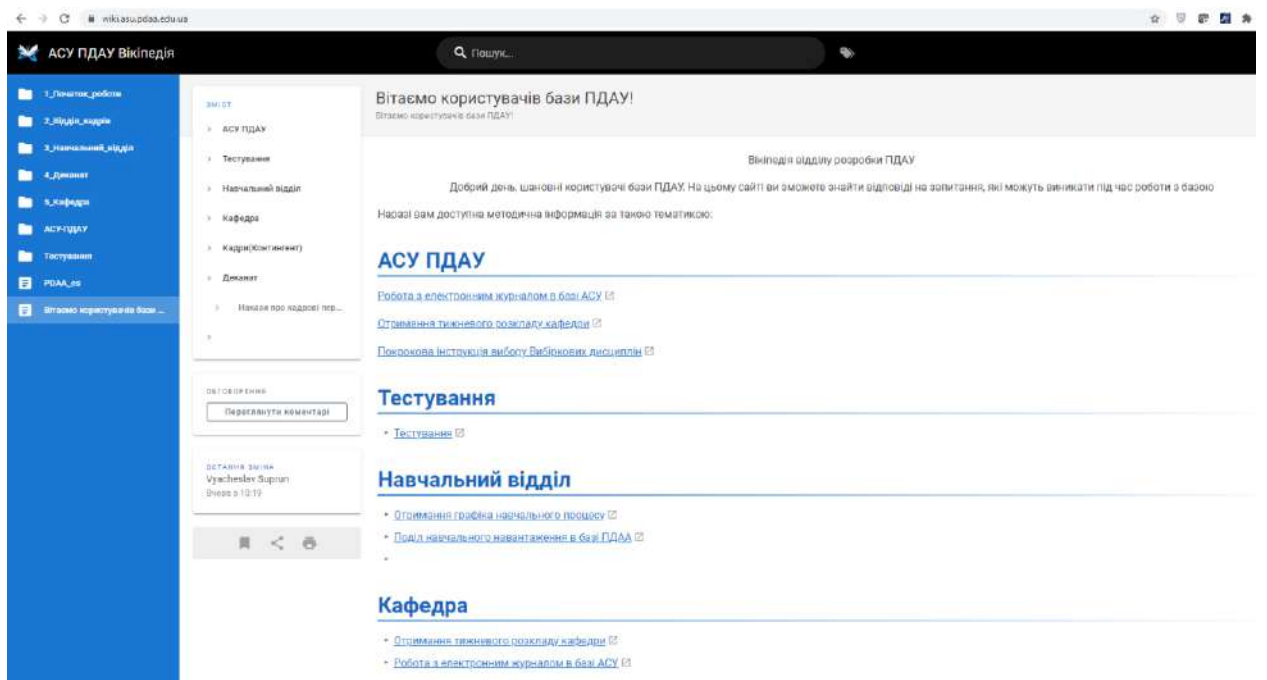 wiki.asu.pdaa.edu.ua
АСУ ПДАУ Вікіпедія
Пошук...
1_Початок_роботи
2_Відділ_кадрів
3_Навчальний_відділ
4_Деканат
5_Кафедра
АСУ-ПДАУ
Тестування
PDAA_os
Вітаємо користувачів бази ...
ЗМІСТ
АСУ ПДАУ
Тестування
Навчальний відділ
Кафедра
Кадри(Контингент)
Деканат
Накази про кадрові пер...
ОБГОВОРЕННЯ
Переглянути коментарі
ОСТАННЯ ЗМІНА
Vyacheslav Suprun
Вчора о 10:19
Вітаємо користувачів бази ПДАУ!
Вітаємо користувачів бази ПДАУ!
Вікіпедія відділу розробки ПДАУ
Добрий день, шановні користувачі бази ПДАУ. На цьому сайті ви зможете знайти відповіді на запитання, які можуть виникати під час роботи з базою
Наразі вам доступна методична інформація за такою тематикою:
АСУ ПДАУ
Робота з електронним журналом в базі АСУ
Отримання тижневого розкладу кафедри
Покрокова інструкція вибору Вибіркових дисциплін
Тестування
Тестування
Навчальний відділ
Отримання графіка навчального процесу
Поділ навчального навантаження в базі ПДАА
Кафедра
Отримання тижневого розкладу кафедри
Робота з електронним журналом в базі АСУ